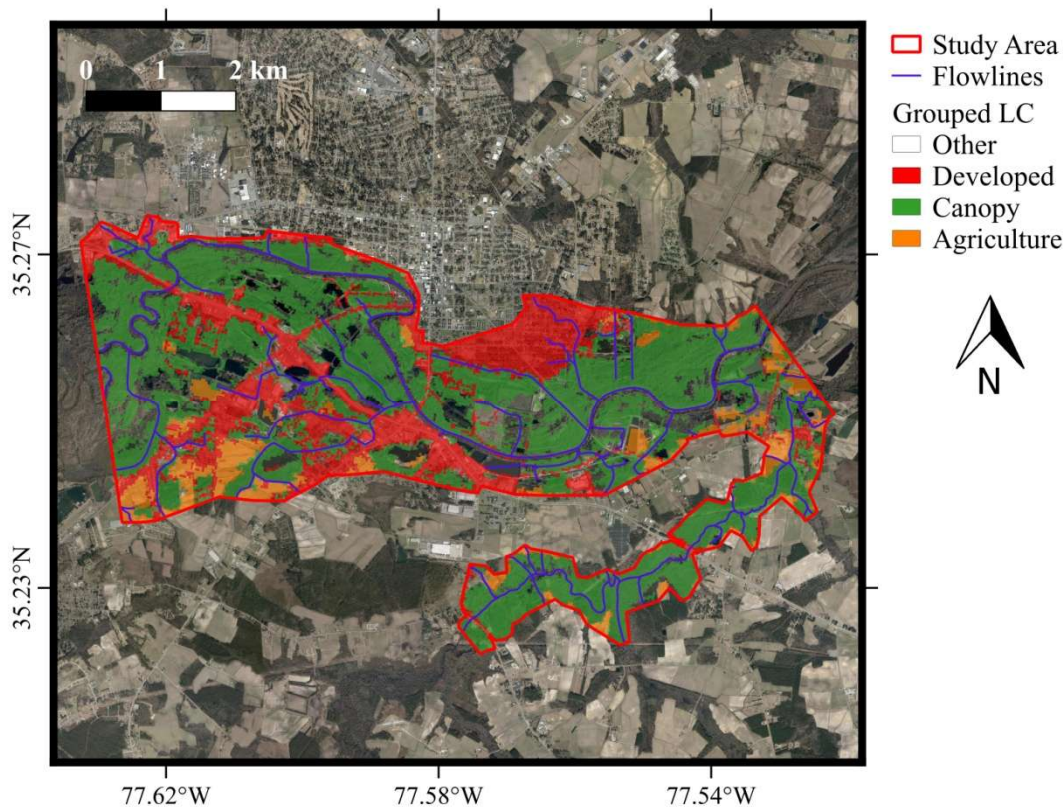 0 1 2 km
Study Area
Flowlines
Grouped LC
Other
Developed
Canopy
Agriculture
N
35.27°N
35.23°N
77.62°W 77.58°W 77.54°W